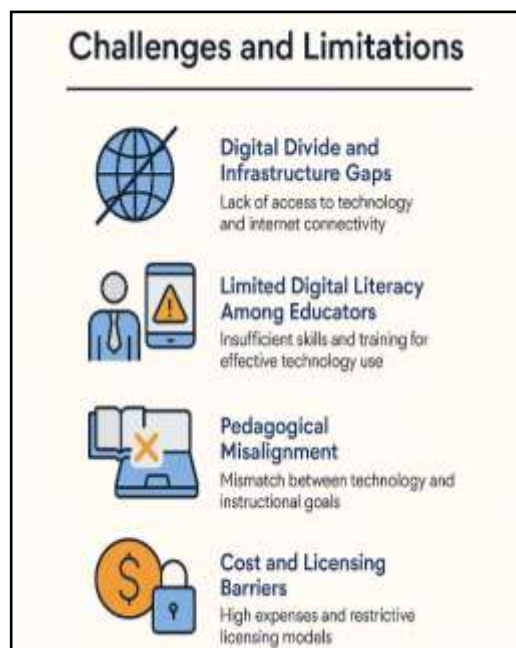 Challenges and Limitations
Digital Divide and
Infrastructure Gaps
Lack of access to technology
and internet connectivity
Limited Digital Literacy
Among Educators
Insufficient skills and training for
effective technology use
Pedagogical
Misalignment
Mismatch between technology and
instructional goals
Cost and Licensing
Barriers
High expenses and restrictive
licensing models